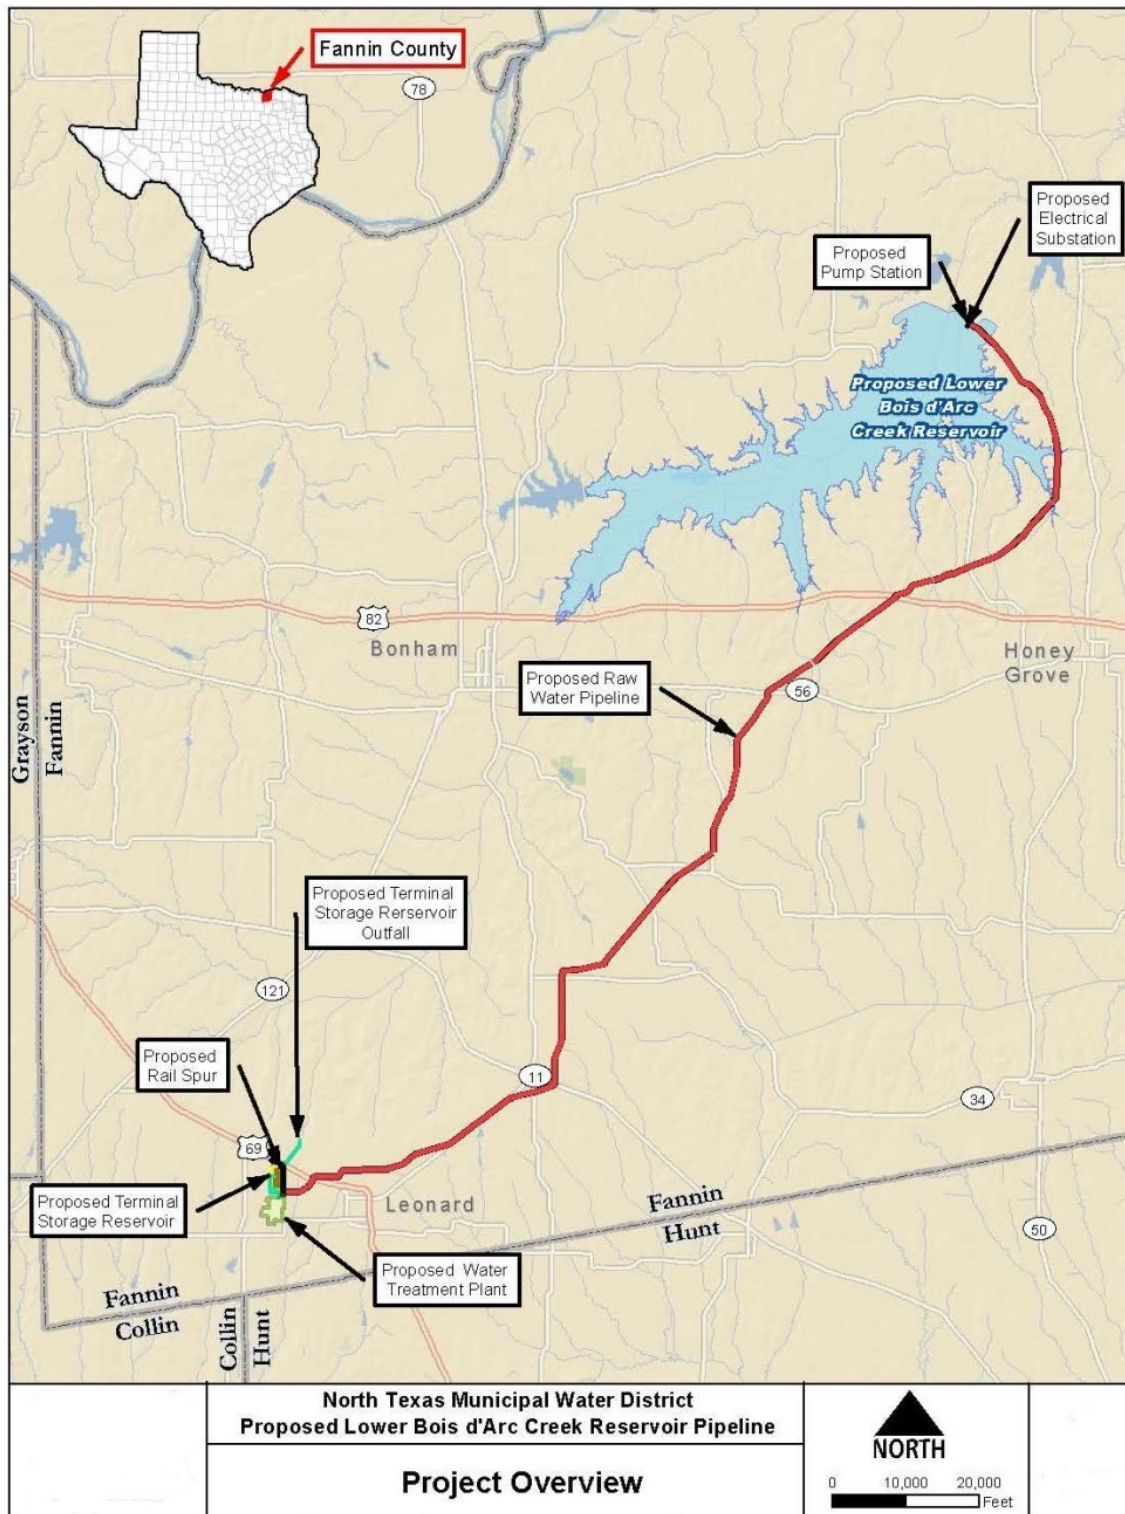 Fannin County
78
Proposed
Electrical
Substation
Proposed
Pump Station
Proposed Lower
Bois d'Arc
Creek Reservoir
82
Bonham
Honey
Grove
Proposed Raw
Water Pipeline
56
Grayson
Fannin
Proposed Terminal
Storage Rerservoir
Outfall
121
Proposed
Rail Spur
11
34
69
Proposed Terminal
Storage Reservoir
Leonard
Fannin
Hunt
50
Proposed Water
Treatment Plant
Fannin
Collin
Collin
Hunt
North Texas Municipal Water District
Proposed Lower Bois d'Arc Creek Reservoir Pipeline
Project Overview
NORTH
0 10,000 20,000
Feet